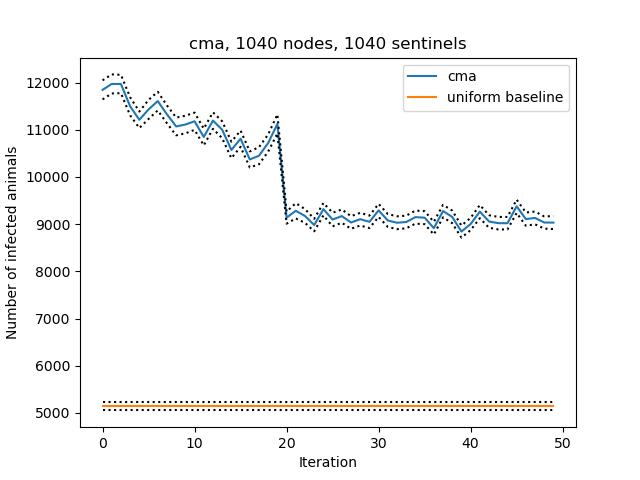 cma, 1040 nodes, 1040 sentinels
cma
uniform baseline
12000
11000
10000
9000
8000
7000
6000
5000
Number of infected animals
0 10 20 30 40 50
Iteration